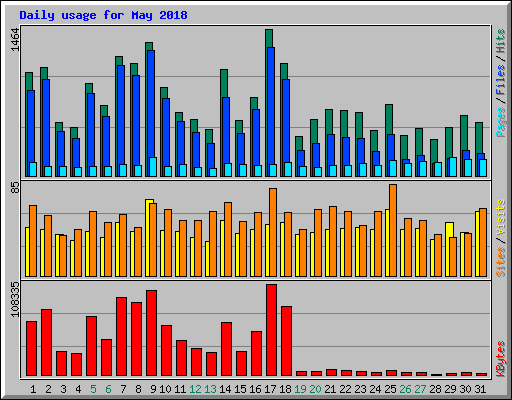 Daily usage for May 2018
1464
Pages / Files / Hits
85
Sites / Visits
108335
KBytes
1 2 3 4 5 6 7 8 9 10 11 12 13 14 15 16 17 18 19 20 21 22 23 24 25 26 27 28 29 30 31